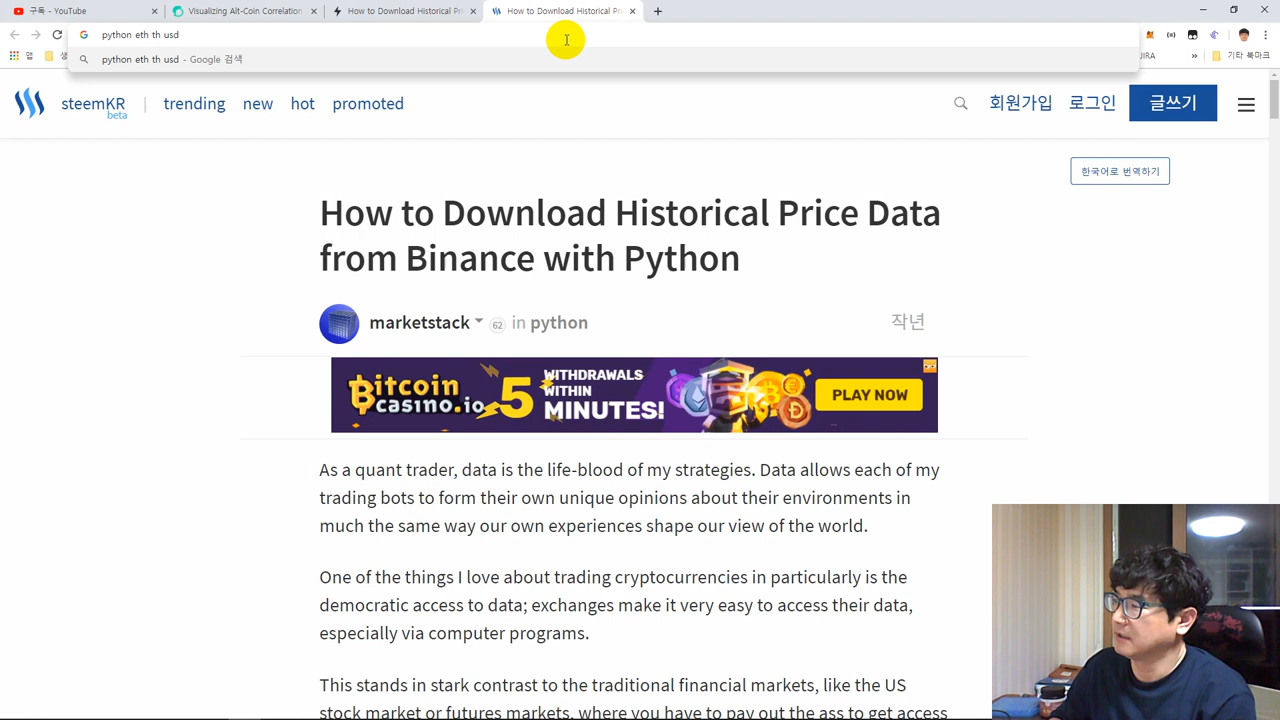 구독 - YouTube
Visualizing Alt-Coin Correlation
How to Download Historical Pri
How to Download Historical Pri
python eth th usd
python eth th usd - Google 검색
앱
생
JIRA
기타 북마크
steemKR
beta
trending
new
hot
promoted
회원가입
로그인
글쓰기
한국어로 번역하기
How to Download Historical Price Data
from Binance with Python
marketstack
62
in python
작년
Bitcoin
casino.io
5
WITHDRAWALS
WITHIN
MINUTES!
PLAY NOW
As a quant trader, data is the life-blood of my strategies. Data allows each of my
trading bots to form their own unique opinions about their environments in
much the same way our own experiences shape our view of the world.
One of the things I love about trading cryptocurrencies in particularly is the
democratic access to data; exchanges make it very easy to access their data,
especially via computer programs.
This stands in stark contrast to the traditional financial markets, like the US
stock market or futures markets, where you have to pay out the ass to get access